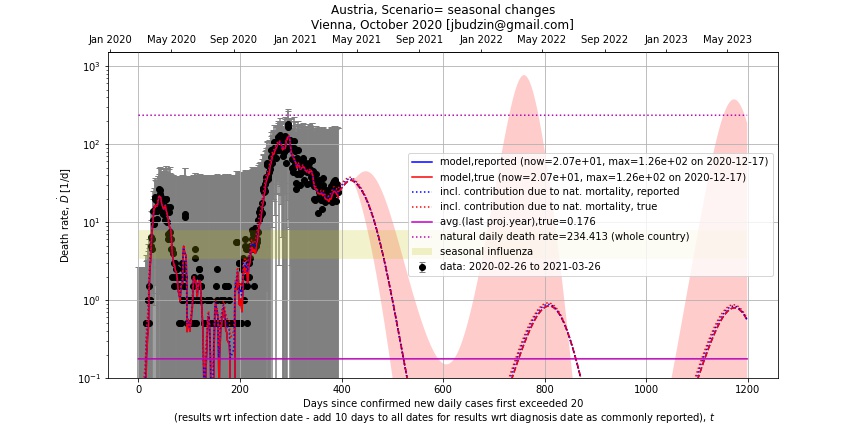 Austria, Scenario= seasonal changes
Vienna, October 2020 [jbudzin@gmail.com]
Jan 2020 May 2020 Sep 2020 Jan 2021 May 2021 Sep 2021 Jan 2022 May 2022 Sep 2022 Jan 2023 May 2023
10³
10²
10¹
10⁰
10⁻¹
Death rate, D [1/d]
model,reported (now=2.07e+01, max=1.26e+02 on 2020-12-17)
model,true (now=2.07e+01, max=1.26e+02 on 2020-12-17)
incl. contribution due to nat. mortality, reported
incl. contribution due to nat. mortality, true
avg.(last proj.year),true=0.176
natural daily death rate=234.413 (whole country)
seasonal influenza
data: 2020-02-26 to 2021-03-26
0 200 400 600 800 1000 1200
Days since confirmed new daily cases first exceeded 20
(results wrt infection date - add 10 days to all dates for results wrt diagnosis date as commonly reported), t